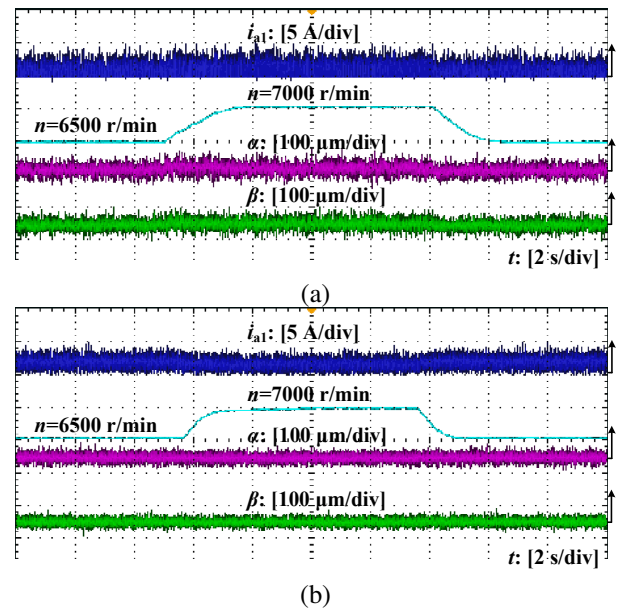 i_a1: [5 A/div]
n=7000 r/min
n=6500 r/min
α: [100 μm/div]
β: [100 μm/div]
t: [2 s/div]
(a)
i_a1: [5 A/div]
n=7000 r/min
n=6500 r/min
α: [100 μm/div]
β: [100 μm/div]
t: [2 s/div]
(b)